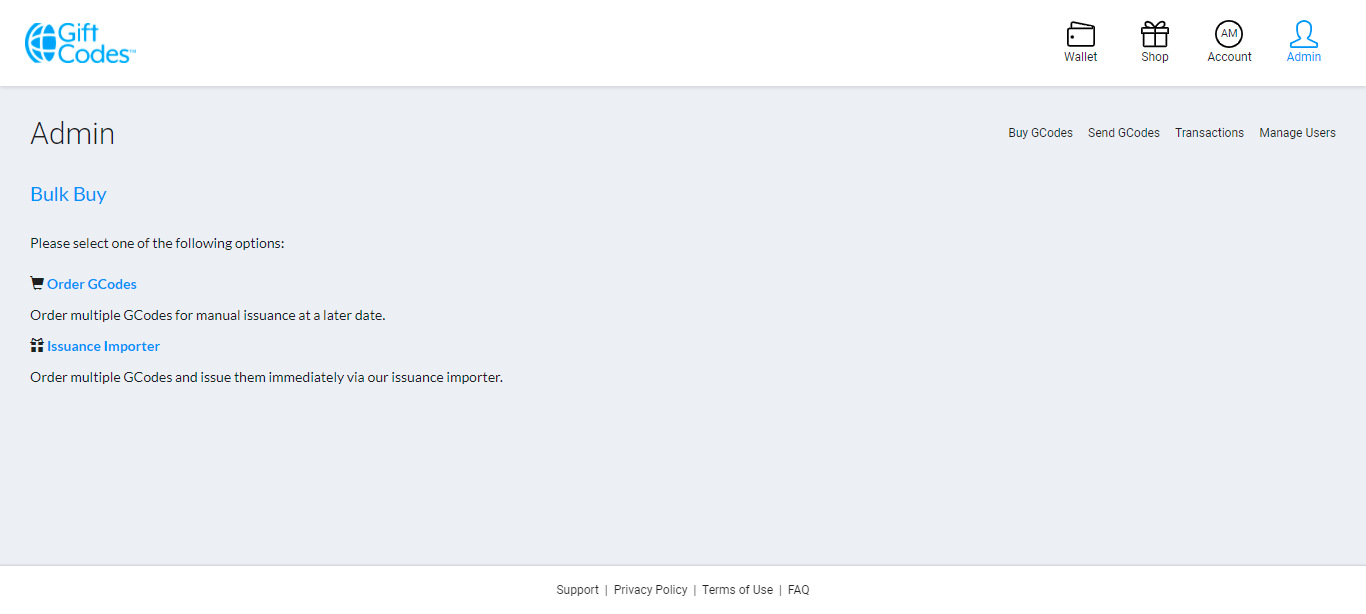 Gift
Codes™
Wallet
Shop
AM
Account
Admin
Admin
Buy GCodes Send GCodes Transactions Manage Users
Bulk Buy
Please select one of the following options:
Order GCodes
Order multiple GCodes for manual issuance at a later date.
Issuance Importer
Order multiple GCodes and issue them immediately via our issuance importer.
Support | Privacy Policy | Terms of Use | FAQ